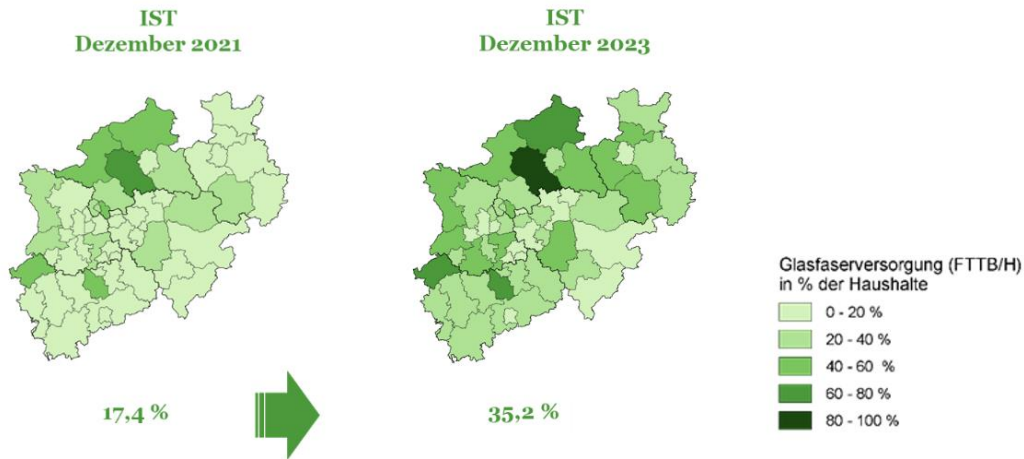 IST
Dezember 2021
IST
Dezember 2023
Glasfaserversorgung (FTTB/H)
in % der Haushalte
0 - 20 %
20 - 40 %
40 - 60 %
60 - 80 %
80 - 100 %
17,4 %
35,2 %